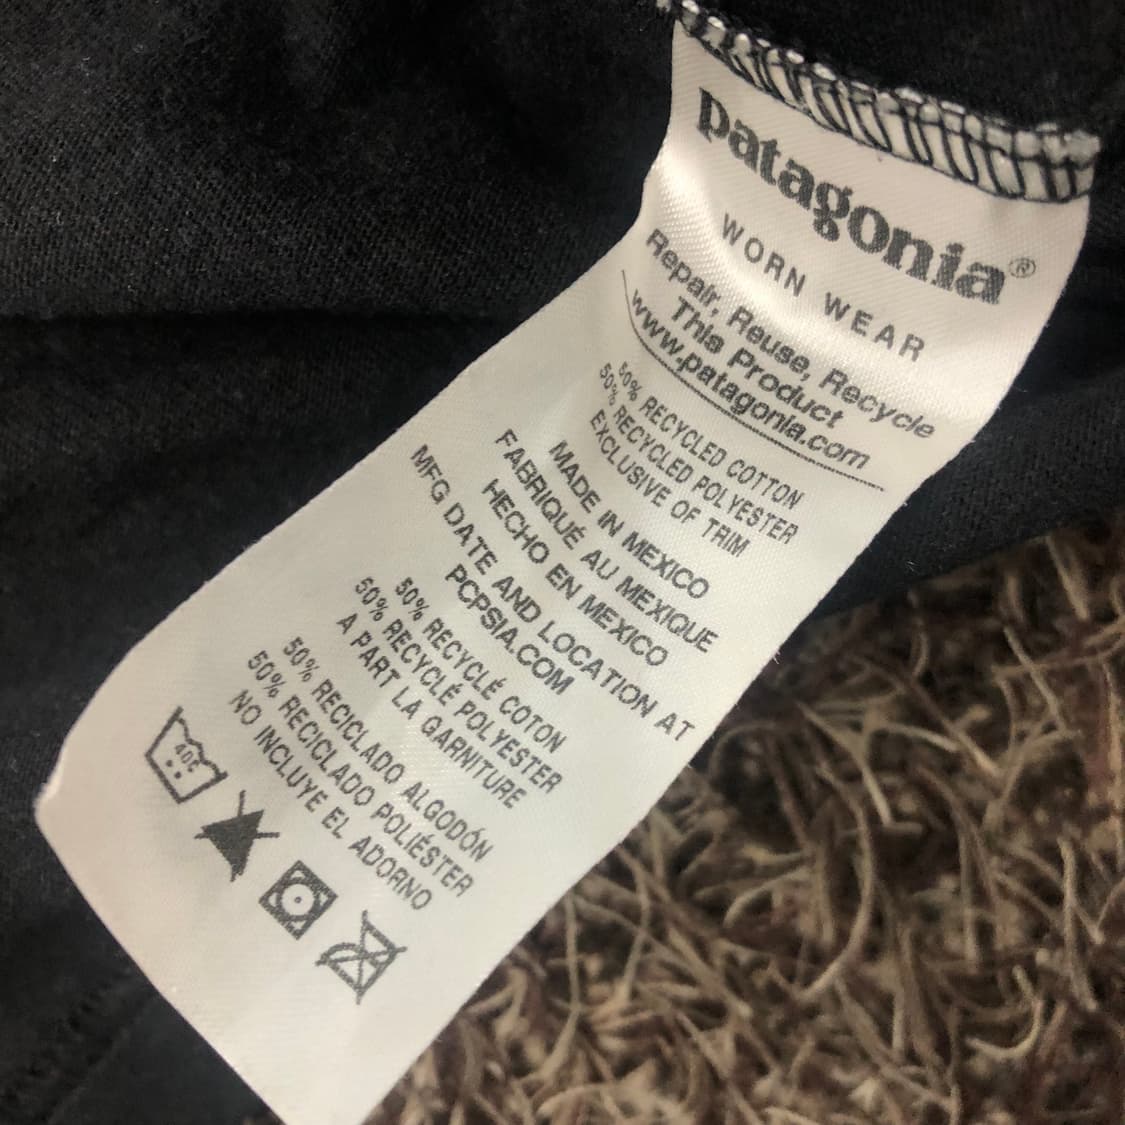 patagonia®
WORN WEAR
Repair, Reuse, Recycle
This Product
www.patagonia.com
50% RECYCLED COTTON
50% RECYCLED POLYESTER
EXCLUSIVE OF TRIM
MADE IN MEXICO
FABRIQUÉ AU MEXIQUE
HECHO EN MEXICO
MFG DATE AND LOCATION AT
PCPSIA.COM
50% RECYCLÉ COTON
50% RECYCLÉ POLYESTER
A PART LA GARNITURE
50% RECICLADO ALGODÓN
50% RECICLADO POLIÉSTER
NO INCLUYE EL ADORNO
40C